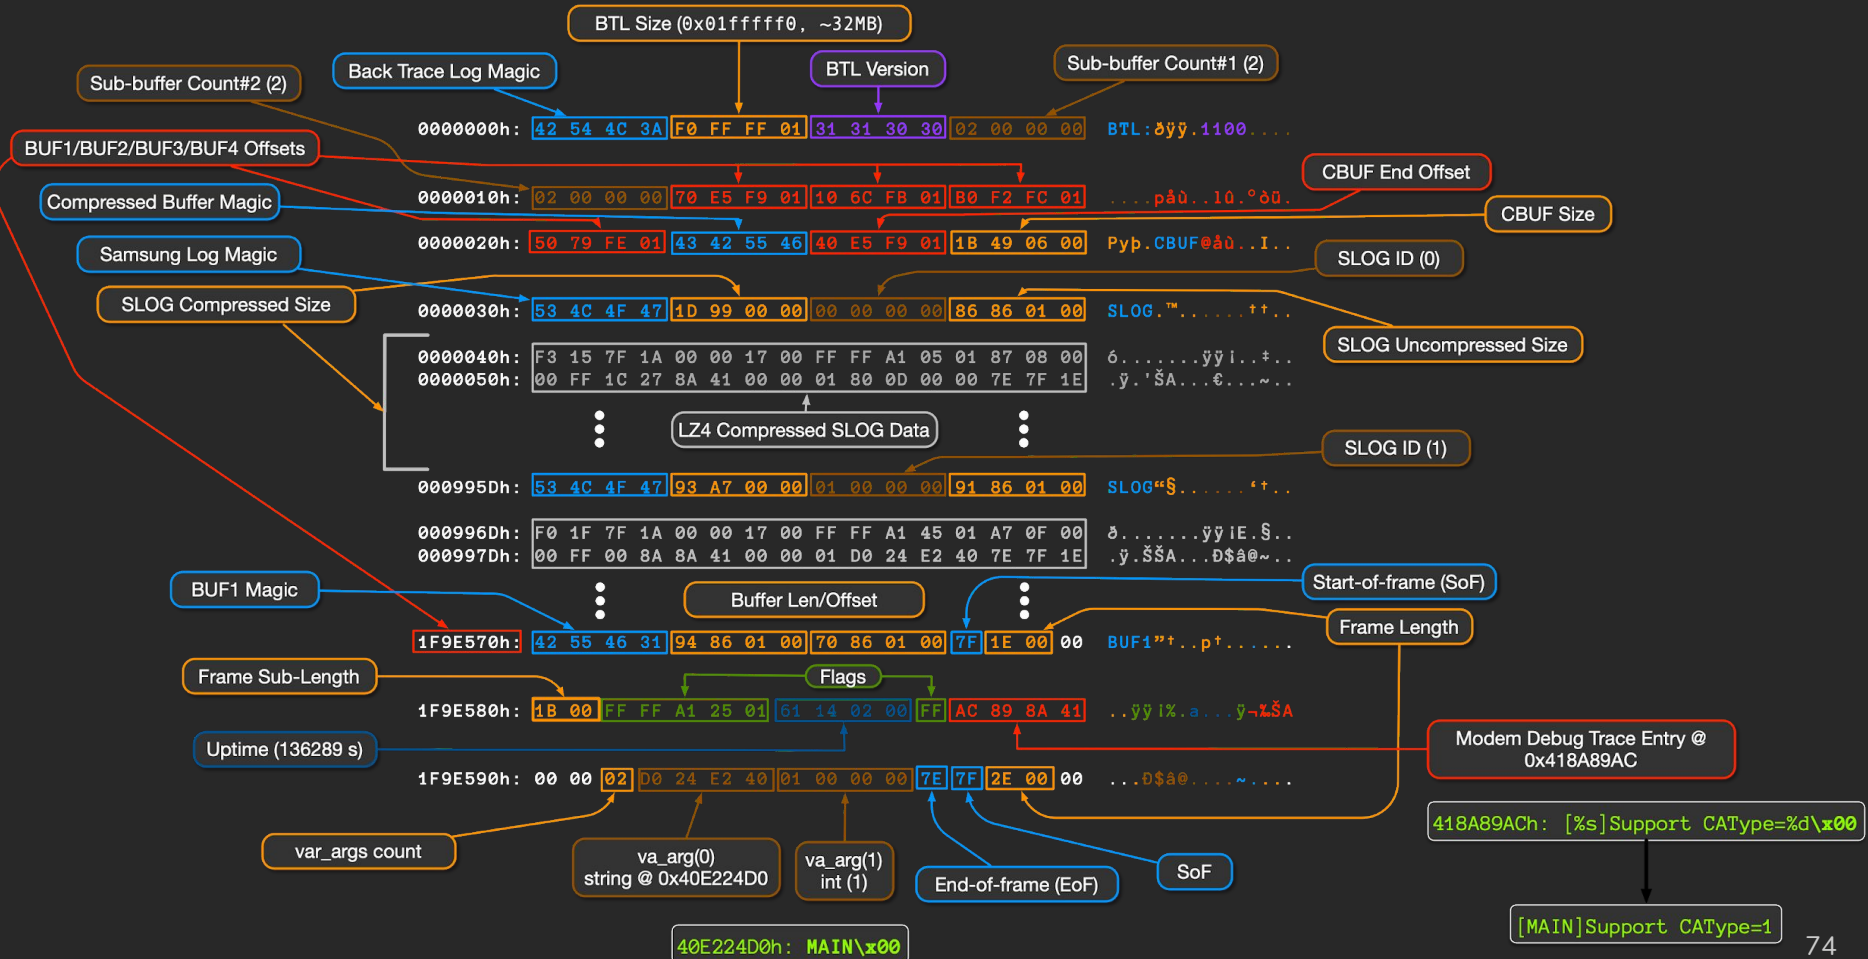 BTL Size (0x01fffff0, ~32MB)
Back Trace Log Magic
BTL Version
Sub-buffer Count#1 (2)
Sub-buffer Count#2 (2)
0000000h: 42 54 4C 3A F0 FF FF 01 31 31 30 30 02 00 00 00 BTL:ðÿÿ.1100....
BUF1/BUF2/BUF3/BUF4 Offsets
CBUF End Offset
0000010h: 02 00 00 00 70 E5 F9 01 10 6C FB 01 B0 F2 FC 01 ....påù..lû.°òü.
Compressed Buffer Magic
CBUF Size
0000020h: 50 79 FE 01 43 42 55 46 40 E5 F9 01 1B 49 06 00 Pyþ.CBUF@åù..I..
Samsung Log Magic
SLOG ID (0)
SLOG Compressed Size
0000030h: 53 4C 4F 47 1D 99 00 00 00 00 00 00 86 86 01 00 SLOG.™......††..
SLOG Uncompressed Size
0000040h: F3 15 7F 1A 00 00 17 00 FF FF A1 05 01 87 08 00 ó.......ÿÿ¡..‡..
0000050h: 00 FF 1C 27 8A 41 00 00 01 80 0D 00 00 7E 7F 1E .ÿ.'ŠA...€...~..
LZ4 Compressed SLOG Data
SLOG ID (1)
000995Dh: 53 4C 4F 47 93 A7 00 00 01 00 00 00 91 86 01 00 SLOG“§......‘†..
000996Dh: F0 1F 7F 1A 00 00 17 00 FF FF A1 45 01 A7 0F 00 ð.......ÿÿ¡E.§..
000997Dh: 00 FF 00 8A 8A 41 00 00 01 D0 24 E2 40 7E 7F 1E .ÿ.ŠŠA...Ð$â@~..
BUF1 Magic
Buffer Len/Offset
Start-of-frame (SoF)
Frame Length
1F9E570h: 42 55 46 31 94 86 01 00 70 86 01 00 7F 1E 00 00 BUF1”†..p†......
Frame Sub-Length
Flags
1F9E580h: 1B 00 FF FF A1 25 01 61 14 02 00 FF AC 89 8A 41 ..ÿÿ¡%.a...ÿ¬‰ŠA
Uptime (136289 s)
Modem Debug Trace Entry @
0x418A89AC
1F9E590h: 00 00 02 D0 24 E2 40 01 00 00 00 7E 7F 2E 00 00 ...Ð$â@....~....
418A89ACh: [%s]Support CAType=%d\x00
var_args count
va_arg(0)
string @ 0x40E224D0
va_arg(1)
int (1)
End-of-frame (EoF)
SoF
[MAIN]Support CAType=1
40E224D0h: MAIN\x00
74